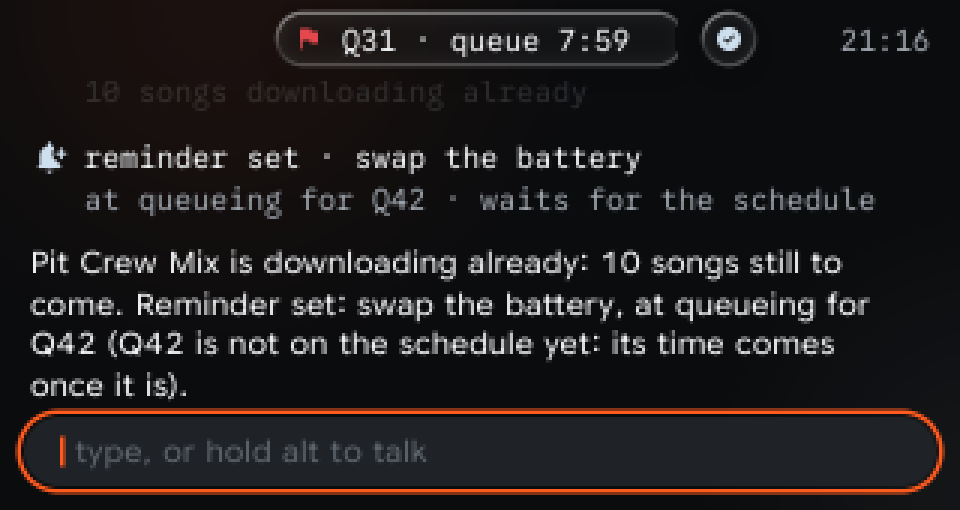 Q31 · queue 7:59
21:16
10 songs downloading already
reminder set · swap the battery
at queueing for Q42 · waits for the schedule
Pit Crew Mix is downloading already: 10 songs still to
come. Reminder set: swap the battery, at queueing for
Q42 (Q42 is not on the schedule yet: its time comes
once it is).
type, or hold alt to talk